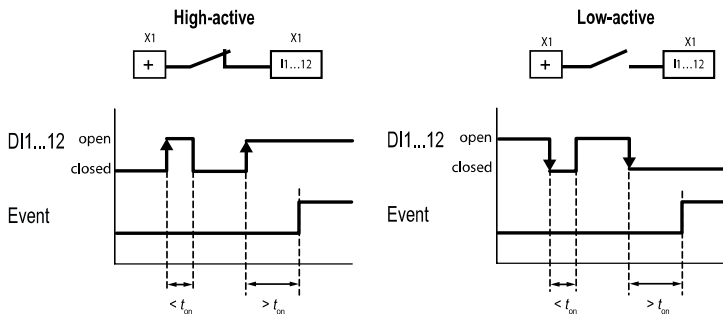 High-active
X1 X1
+ I1...12
DI1...12 open
closed
Event
< ton > ton
Low-active
X1 X1
+ I1...12
DI1...12 open
closed
Event
< ton > ton